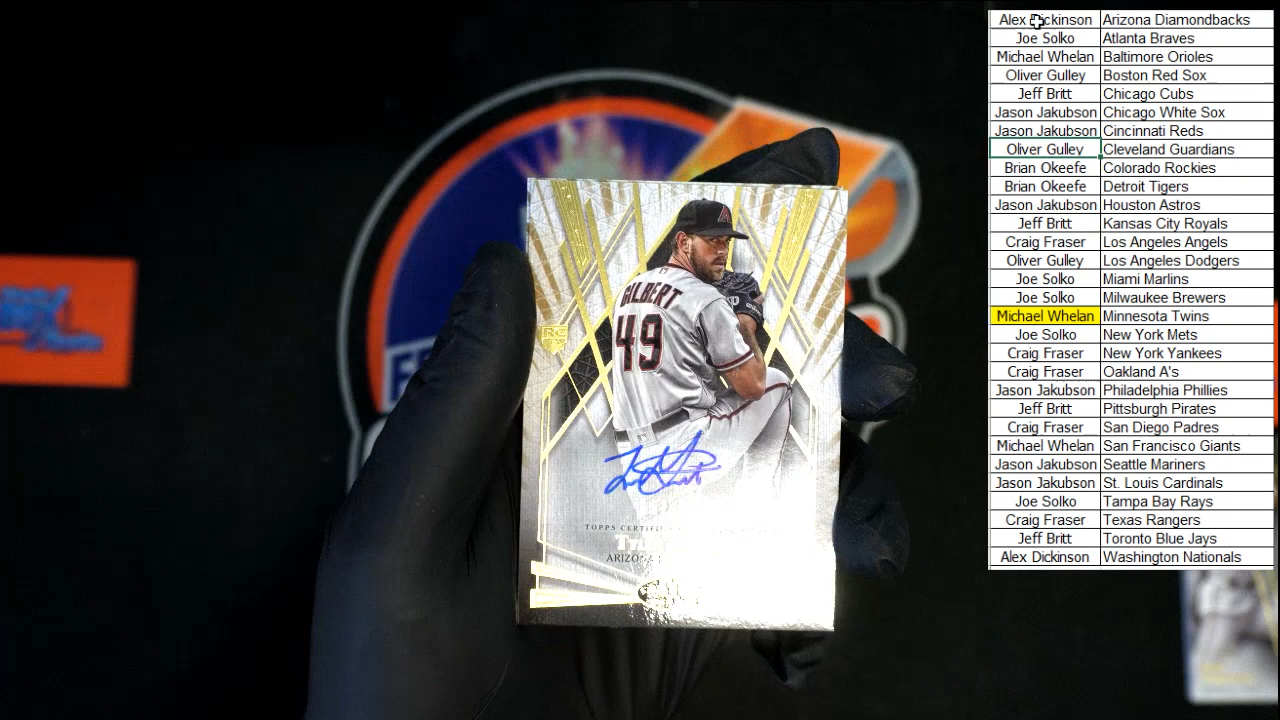 Alex Dickinson Arizona Diamondbacks
Joe Solko Atlanta Braves
Michael Whelan Baltimore Orioles
Oliver Gulley Boston Red Sox
Jeff Britt Chicago Cubs
Jason Jakubson Chicago White Sox
Jason Jakubson Cincinnati Reds
Oliver Gulley Cleveland Guardians
Brian Okeefe Colorado Rockies
Brian Okeefe Detroit Tigers
Jason Jakubson Houston Astros
Jeff Britt Kansas City Royals
Craig Fraser Los Angeles Angels
Oliver Gulley Los Angeles Dodgers
Joe Solko Miami Marlins
Joe Solko Milwaukee Brewers
Michael Whelan Minnesota Twins
Joe Solko New York Mets
Craig Fraser New York Yankees
Craig Fraser Oakland A's
Jason Jakubson Philadelphia Phillies
Jeff Britt Pittsburgh Pirates
Craig Fraser San Diego Padres
Michael Whelan San Francisco Giants
Jason Jakubson Seattle Mariners
Jason Jakubson St. Louis Cardinals
Joe Solko Tampa Bay Rays
Craig Fraser Texas Rangers
Jeff Britt Toronto Blue Jays
Alex Dickinson Washington Nationals
GILBERT
49
RC
TOPPS